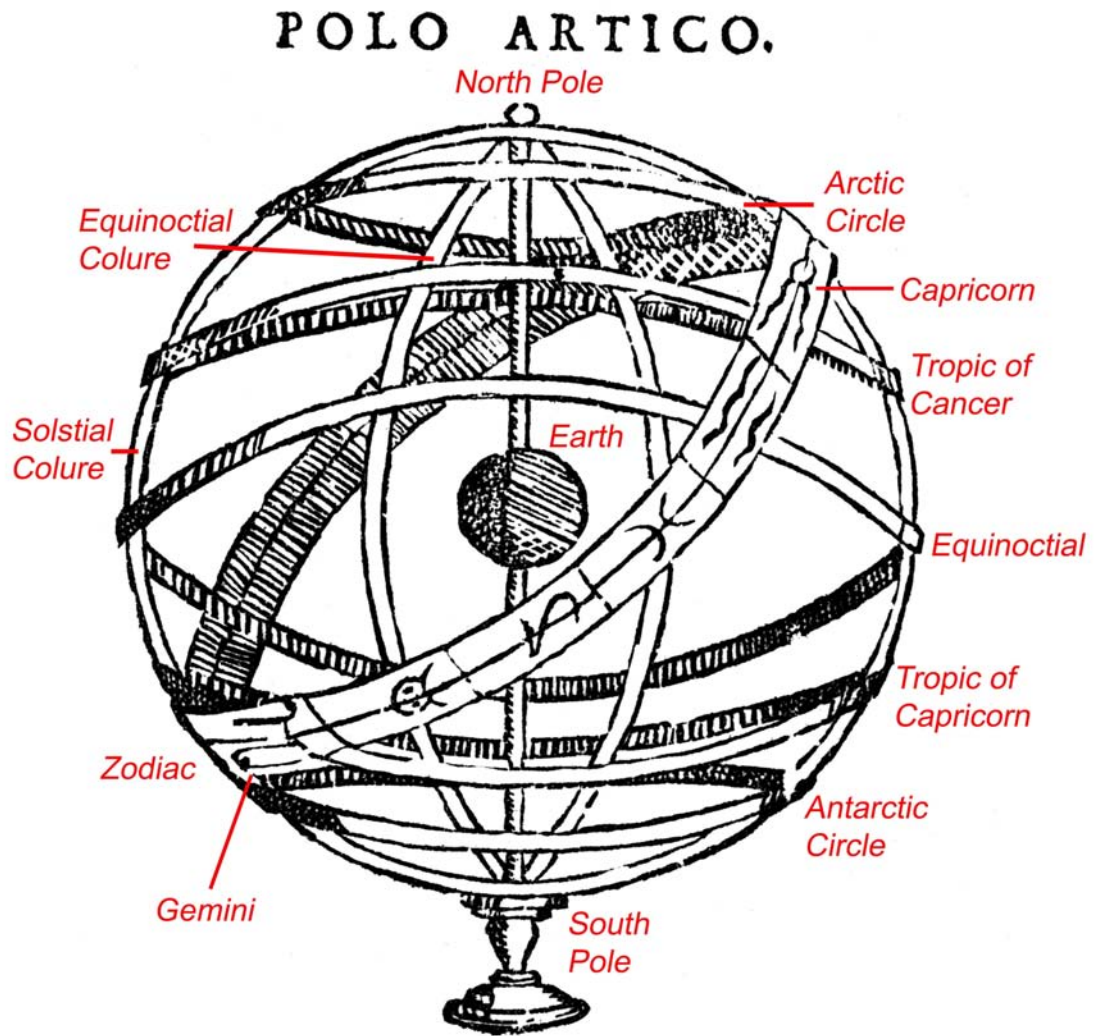 POLO ARTICO.
North Pole
Arctic
Circle
Equinoctial
Colure
Capricorn
Tropic of
Cancer
Solstial
Colure
Earth
Equinoctial
Tropic of
Capricorn
Zodiac
Antarctic
Circle
Gemini
South
Pole